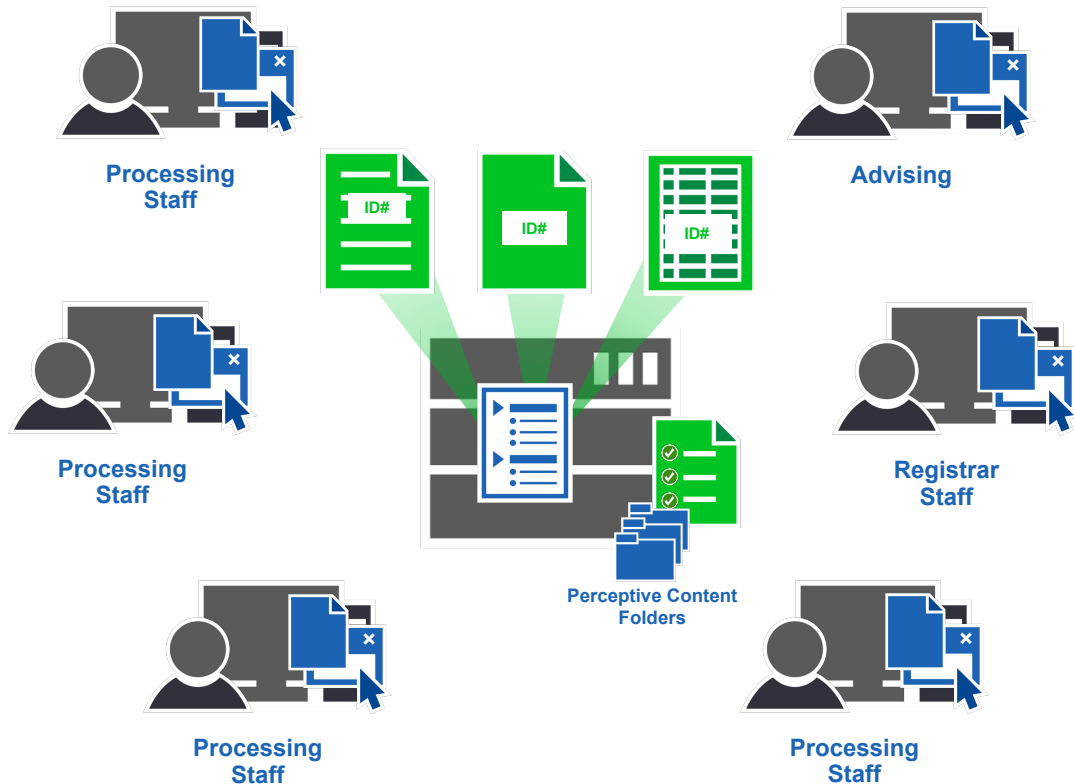 Processing
Staff
Advising
ID#
ID#
ID#
Processing
Staff
Registrar
Staff
Perceptive Content
Folders
Processing
Staff
Processing
Staff